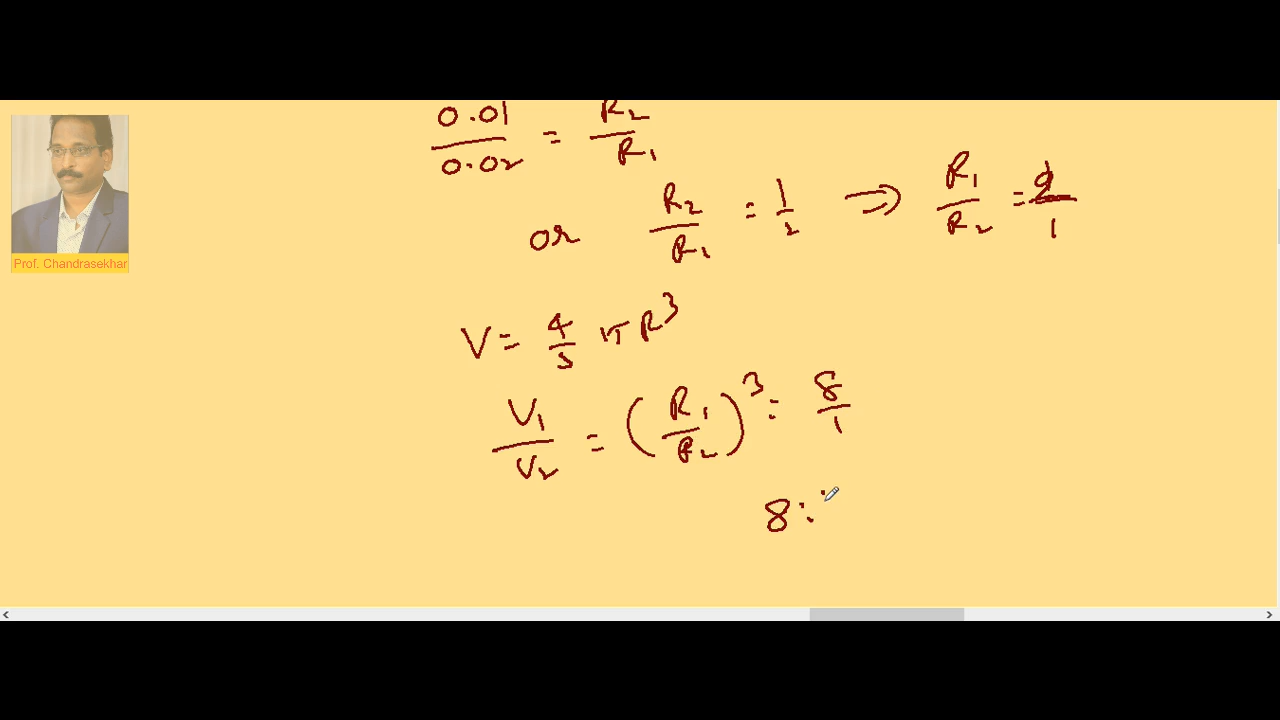 0.01/0.02 = R₂/R₁
or R₂/R₁ = 1/2 ⇒ R₁/R₂ = 2/1
V = 4/3 π R³
V₁/V₂ = (R₁/R₂)³ = 8/1
8:
Prof. Chandrasekhar